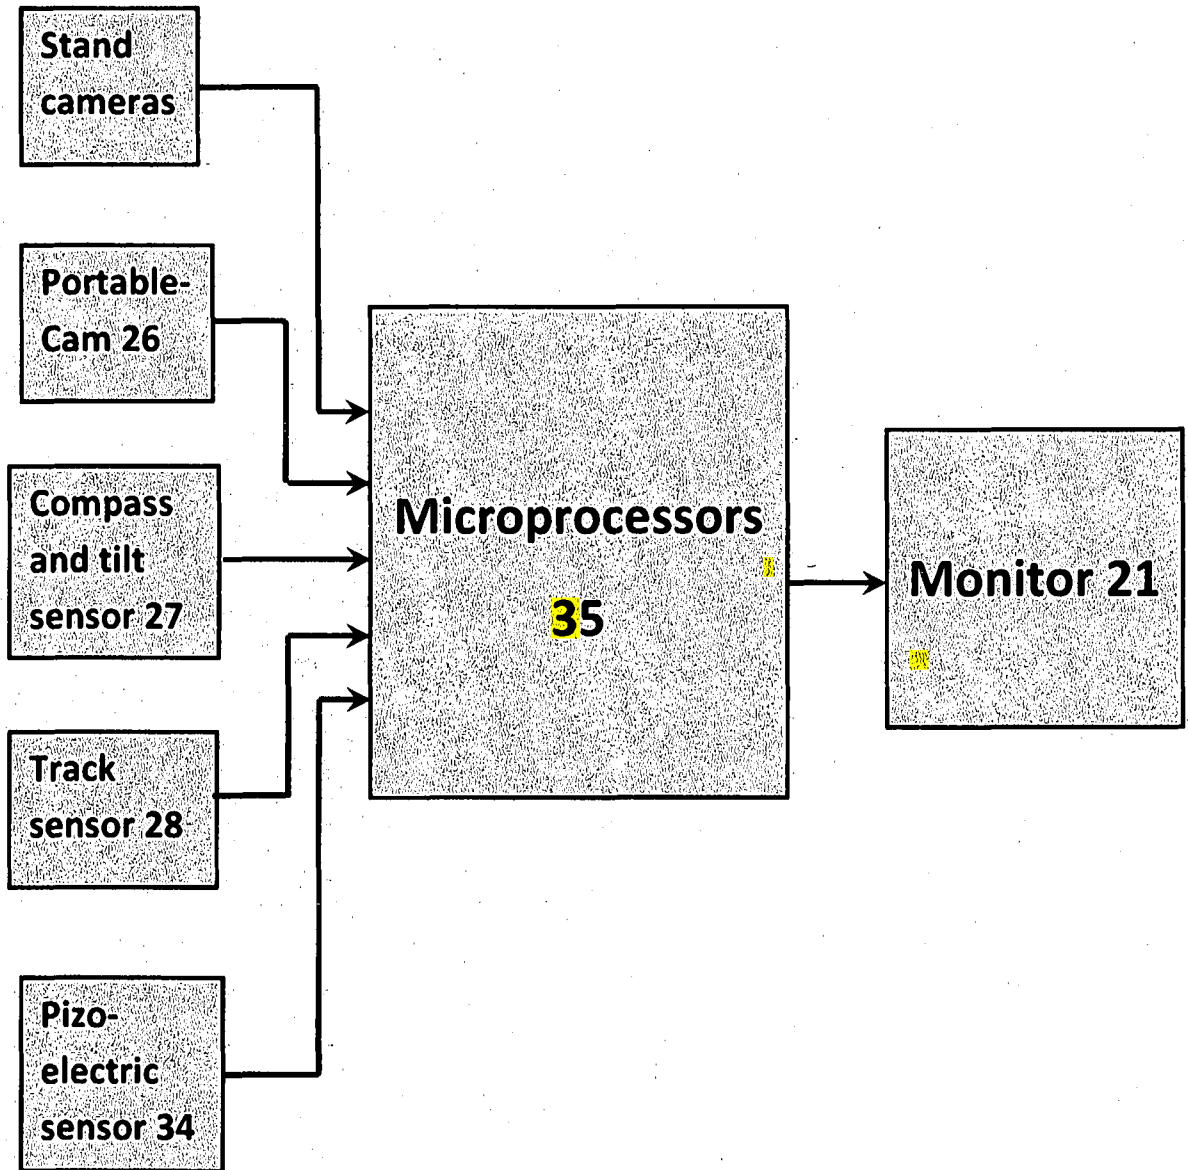 Stand
cameras
Portable-
Cam 26
Compass
and tilt
sensor 27
Track
sensor 28
Pizo-
electric
sensor 34
Microprocessors
35
Monitor 21